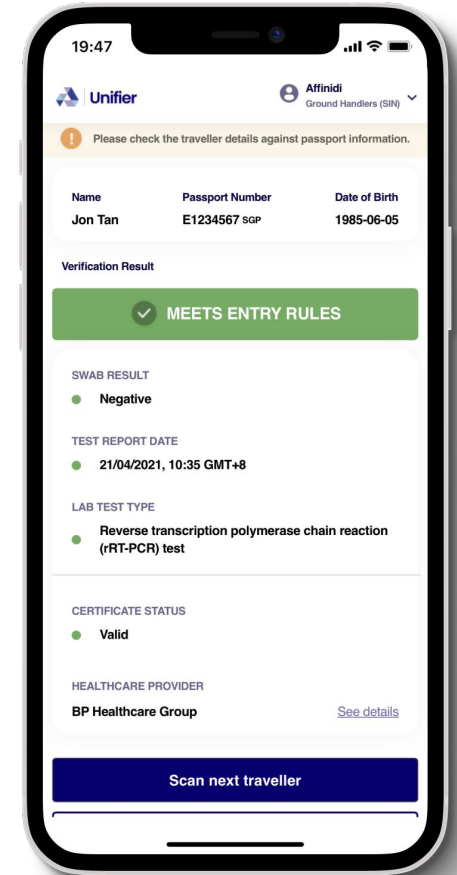 19:47
Unifier
Affinidi
Ground Handlers (SIN)
Please check the traveller details against passport information.
Name Passport Number Date of Birth
Jon Tan E1234567 SGP 1985-06-05
Verification Result
MEETS ENTRY RULES
SWAB RESULT
Negative
TEST REPORT DATE
21/04/2021, 10:35 GMT+8
LAB TEST TYPE
Reverse transcription polymerase chain reaction
(rRT-PCR) test
CERTIFICATE STATUS
Valid
HEALTHCARE PROVIDER
BP Healthcare Group See details
Scan next traveller